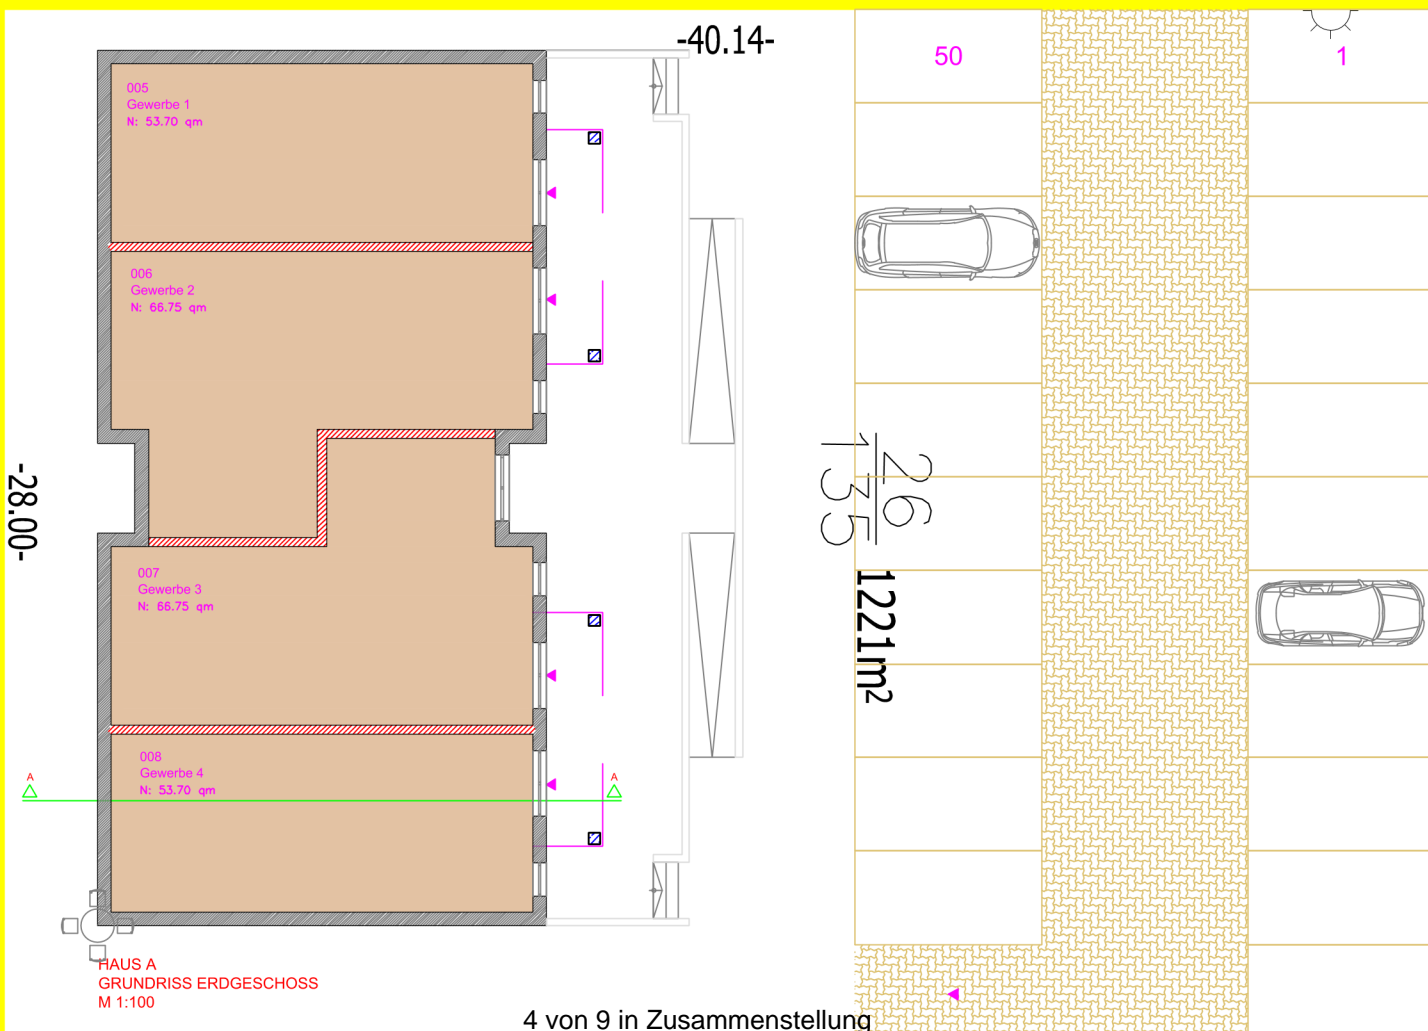 -40.14-
50
1
005
Gewerbe 1
N: 53.70 qm
006
Gewerbe 2
N: 66.75 qm
-28.00-
26
135
1221m²
007
Gewerbe 3
N: 66.75 qm
008
Gewerbe 4
N: 53.70 qm
A
A
HAUS A
GRUNDRISS ERDGESCHOSS
M 1:100
4 von 9 in Zusammenstellung